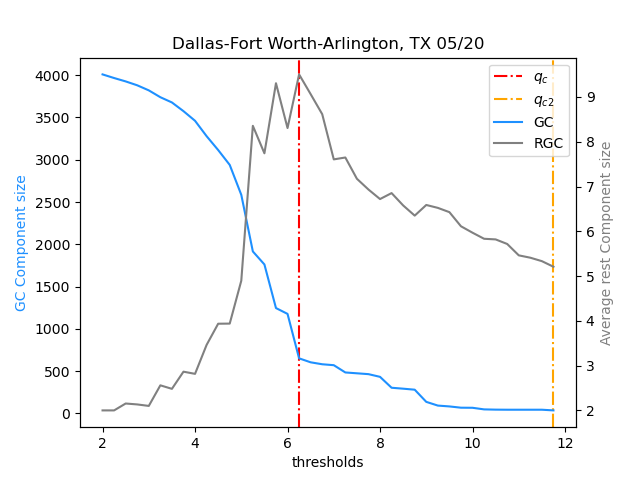 Dallas-Fort Worth-Arlington, TX 05/20
GC Component size
4000
3500
3000
2500
2000
1500
1000
500
0
q_c
q_c2
GC
RGC
9
8
7
6
5
4
3
2
Average rest Component size
2
4
6
8
10
12
thresholds